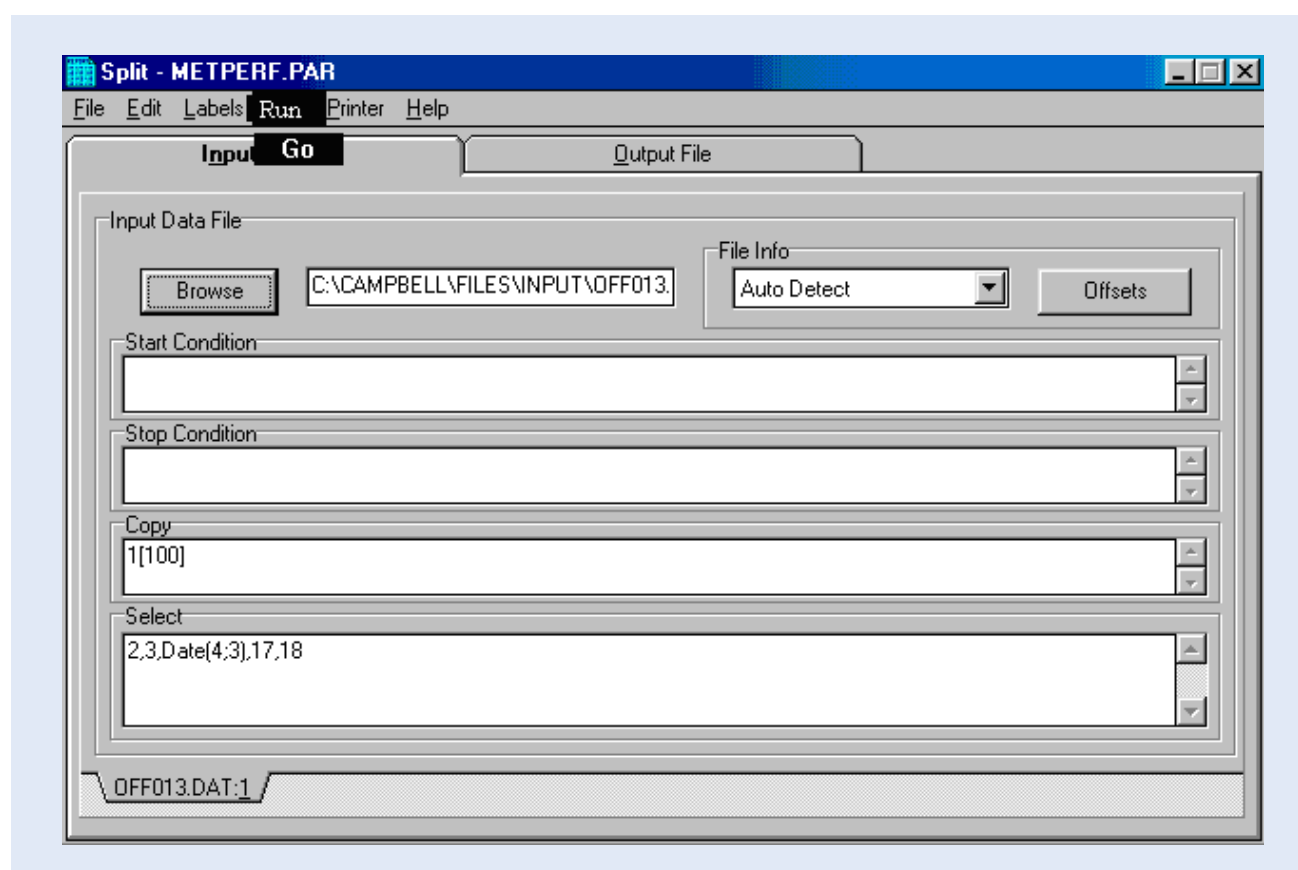 Split - METPERF.PAR
File Edit Labels Run Printer Help
Go
Output File
Input Data File
File Info
Browse C:\CAMPBELL\FILES\INPUT\OFF013. Auto Detect Offsets
Start Condition
Stop Condition
Copy
1[100]
Select
2,3,Date(4;3),17,18
OFF013.DAT:1